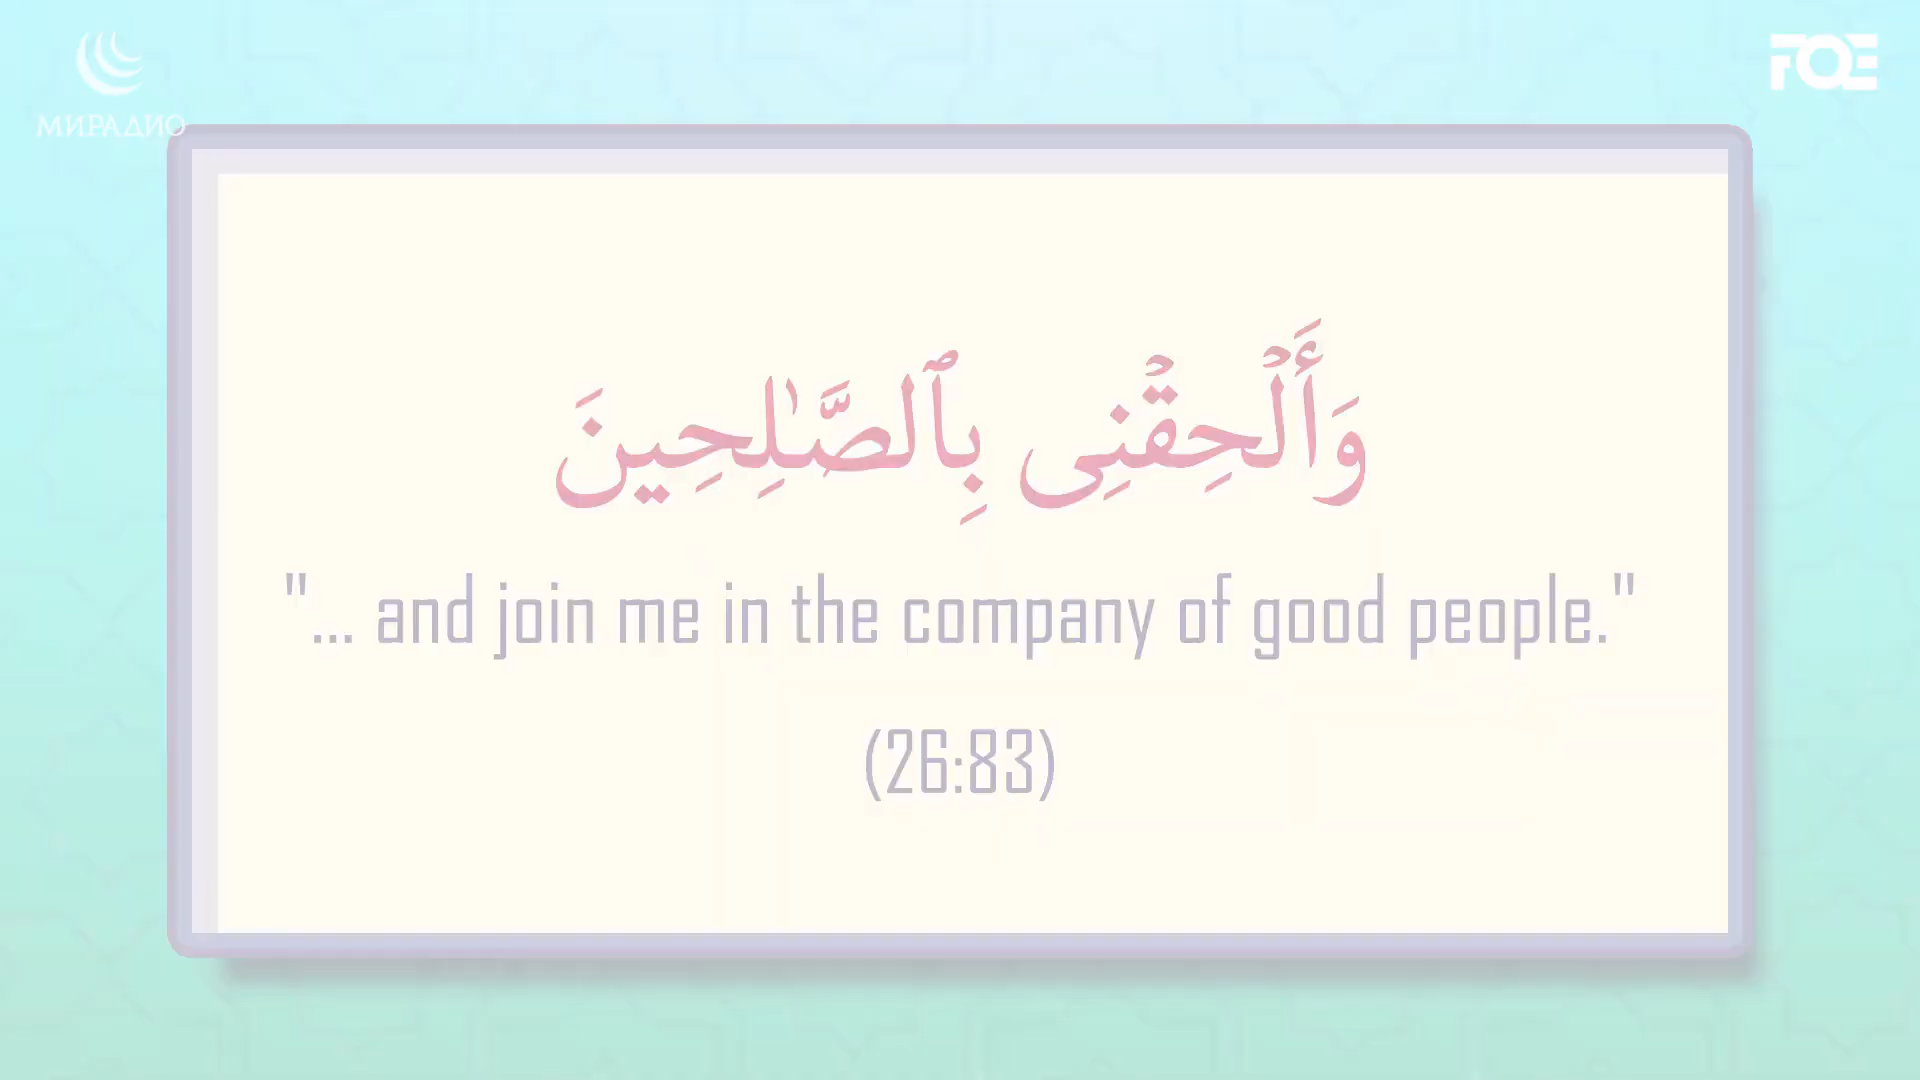 МИРАДИО
FOE
وَأَلْحِقْنِى بِٱلصَّـٰلِحِينَ
"... and join me in the company of good people."
(26:83)